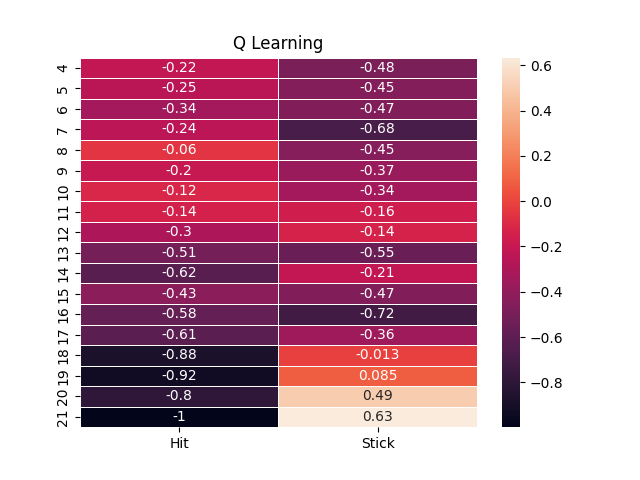 Q Learning
4 -0.22 -0.48
5 -0.25 -0.45
6 -0.34 -0.47
7 -0.24 -0.68
8 -0.06 -0.45
9 -0.2 -0.37
10 -0.12 -0.34
11 -0.14 -0.16
12 -0.3 -0.14
13 -0.51 -0.55
14 -0.62 -0.21
15 -0.43 -0.47
16 -0.58 -0.72
17 -0.61 -0.36
18 -0.88 -0.013
19 -0.92 0.085
20 -0.8 0.49
21 -1 0.63
Hit Stick
0.6
0.4
0.2
0.0
−0.2
−0.4
−0.6
−0.8